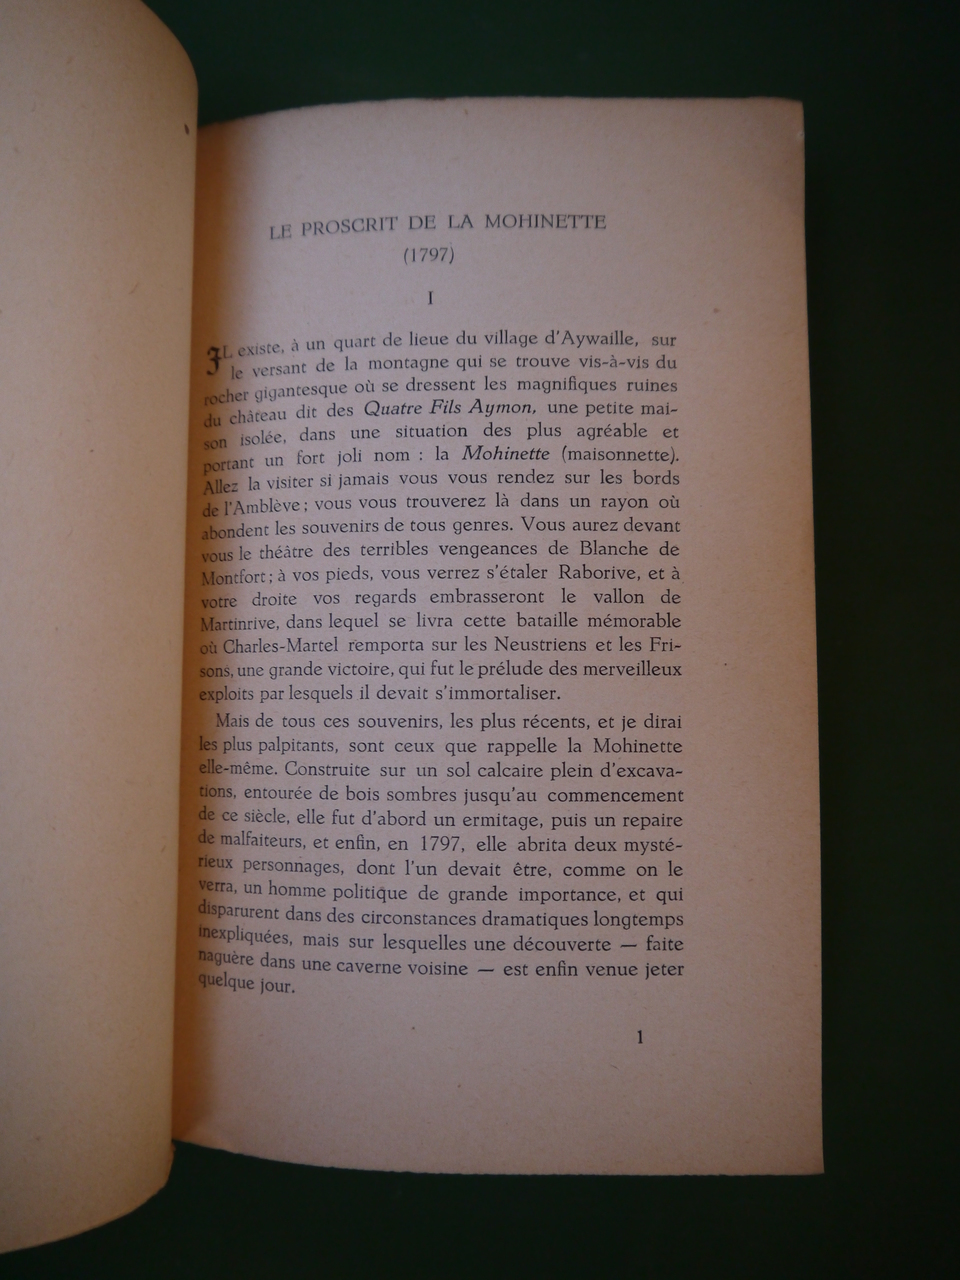 LE PROSCRIT DE LA MOHINETTE
(1797)
I
IL existe, à un quart de lieue du village d'Aywaille, sur
le versant de la montagne qui se trouve vis-à-vis du
rocher gigantesque où se dressent les magnifiques ruines
du château dit des Quatre Fils Aymon, une petite mai-
son isolée, dans une situation des plus agréable et
portant un fort joli nom : la Mohinette (maisonnette).
Allez la visiter si jamais vous vous rendez sur les bords
de l'Amblève ; vous vous trouverez là dans un rayon où
abondent les souvenirs de tous genres. Vous aurez devant
vous le théâtre des terribles vengeances de Blanche de
Montfort ; à vos pieds, vous verrez s'étaler Raborive, et à
votre droite vos regards embrasseront le vallon de
Martinrive, dans lequel se livra cette bataille mémorable
où Charles-Martel remporta sur les Neustriens et les Fri-
sons, une grande victoire, qui fut le prélude des merveilleux
exploits par lesquels il devait s'immortaliser.
Mais de tous ces souvenirs, les plus récents, et je dirai
les plus palpitants, sont ceux que rappelle la Mohinette
elle-même. Construite sur un sol calcaire plein d'excava-
tions, entourée de bois sombres jusqu'au commencement
de ce siècle, elle fut d'abord un ermitage, puis un repaire
de malfaiteurs, et enfin, en 1797, elle abrita deux mysté-
rieux personnages, dont l'un devait être, comme on le
verra, un homme politique de grande importance, et qui
disparurent dans des circonstances dramatiques longtemps
inexpliquées, mais sur lesquelles une découverte — faite
naguère dans une caverne voisine — est enfin venue jeter
quelque jour.
1